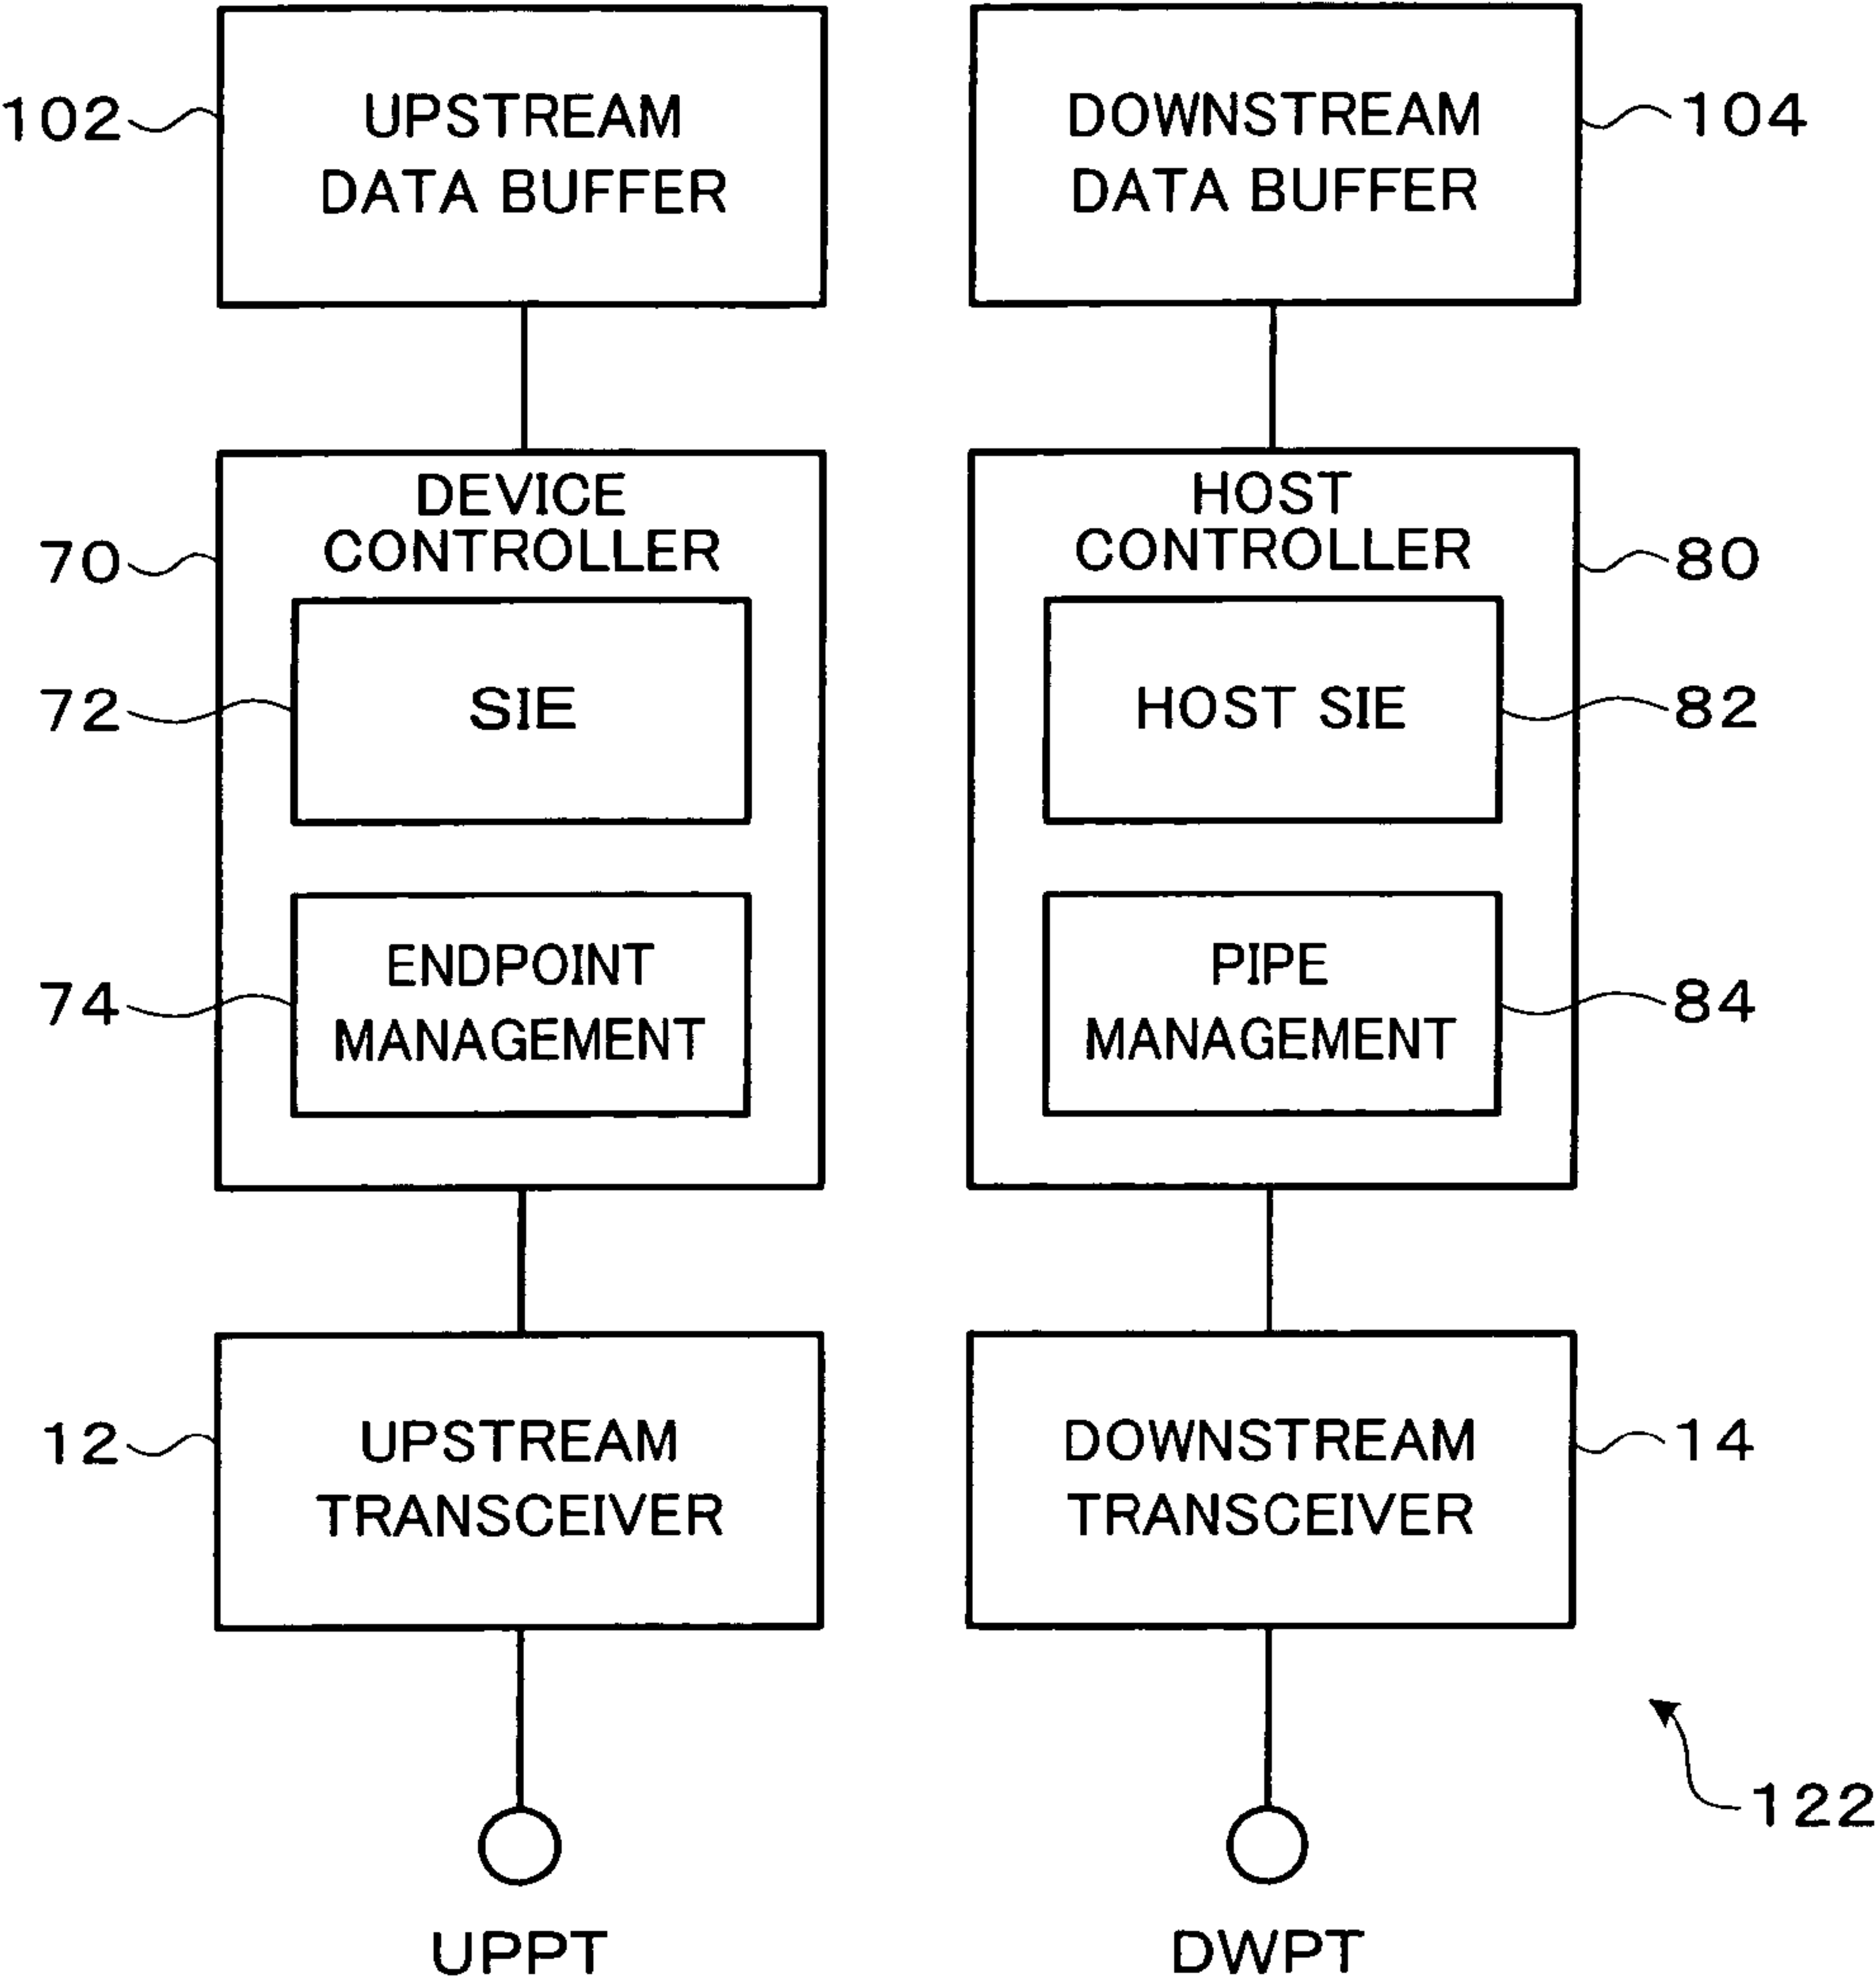 102
UPSTREAM
DATA BUFFER
DOWNSTREAM
DATA BUFFER
104
70
DEVICE
CONTROLLER
HOST
CONTROLLER
80
72
SIE
HOST SIE
82
74
ENDPOINT
MANAGEMENT
PIPE
MANAGEMENT
84
12
UPSTREAM
TRANSCEIVER
DOWNSTREAM
TRANSCEIVER
14
122
UPPT
DWPT